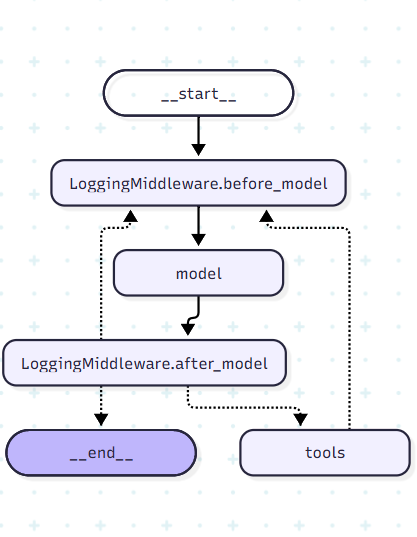 __start__
LoggingMiddleware.before_model
model
LoggingMiddleware.after_model
__end__
tools